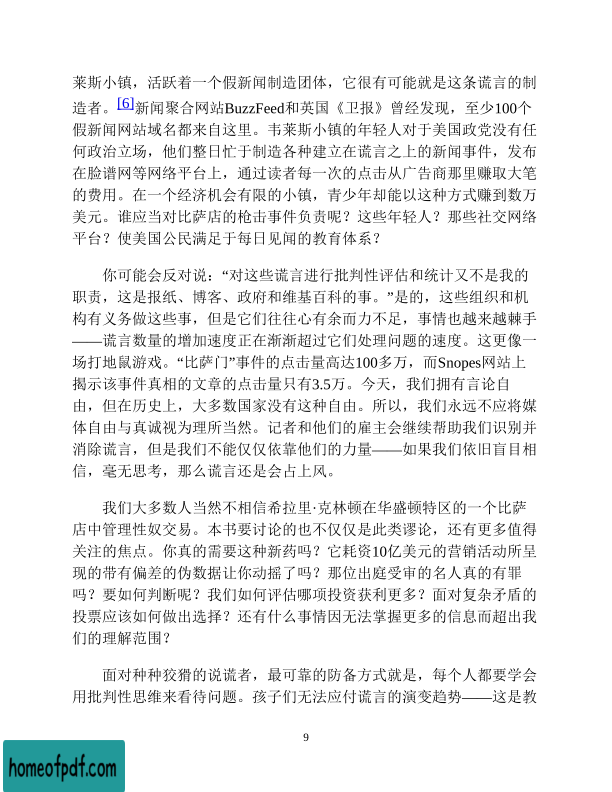 莱斯小镇，活跃着一个假新闻制造团体，它很有可能就是这条谎言的制
造者。[6]新闻聚合网站BuzzFeed和英国《卫报》曾经发现，至少100个
假新闻网站域名都来自这里。韦莱斯小镇的年轻人对于美国政党没有任
何政治立场，他们整日忙于制造各种建立在谎言之上的新闻事件，发布
在脸谱网等网络平台上，通过读者每一次的点击从广告商那里赚取大笔
的费用。在一个经济机会有限的小镇，青少年却能以这种方式赚到数万
美元。谁应当对比萨店的枪击事件负责呢？这些年轻人？那些社交网络
平台？使美国公民满足于每日见闻的教育体系？
你可能会反对说：“对这些谎言进行批判性评估和统计又不是我的
职责，这是报纸、博客、政府和维基百科的事。”是的，这些组织和机
构有义务做这些事，但是它们往往心有余而力不足，事情也越来越棘手
——谎言数量的增加速度正在渐渐超过它们处理问题的速度。这更像一
场打地鼠游戏。“比萨门”事件的点击量高达100多万，而Snopes网站上
揭示该事件真相的文章的点击量只有3.5万。今天，我们拥有言论自
由，但在历史上，大多数国家没有这种自由。所以，我们永远不应将媒
体自由与真诚视为理所当然。记者和他们的雇主会继续帮助我们识别并
消除谎言，但是我们不能仅仅依靠他们的力量——如果我们依旧盲目相
信，毫无思考，那么谎言还是会占上风。
我们大多数人当然不相信希拉里·克林顿在华盛顿特区的一个比萨
店中管理性奴交易。本书要讨论的也不仅仅是此类谬论，还有更多值得
关注的焦点。你真的需要这种新药吗？它耗资10亿美元的营销活动所呈
现的带有偏差的伪数据让你动摇了吗？那位出庭受审的名人真的有罪
吗？要如何判断呢？我们如何评估哪项投资获利更多？面对复杂矛盾的
投票应该如何做出选择？还有什么事情因无法掌握更多的信息而超出我
们的理解范围？
面对种种狡猾的说谎者，最可靠的防备方式就是，每个人都要学会
用批判性思维来看待问题。孩子们无法应付谎言的演变趋势——这是教
9
homeofpdf.com